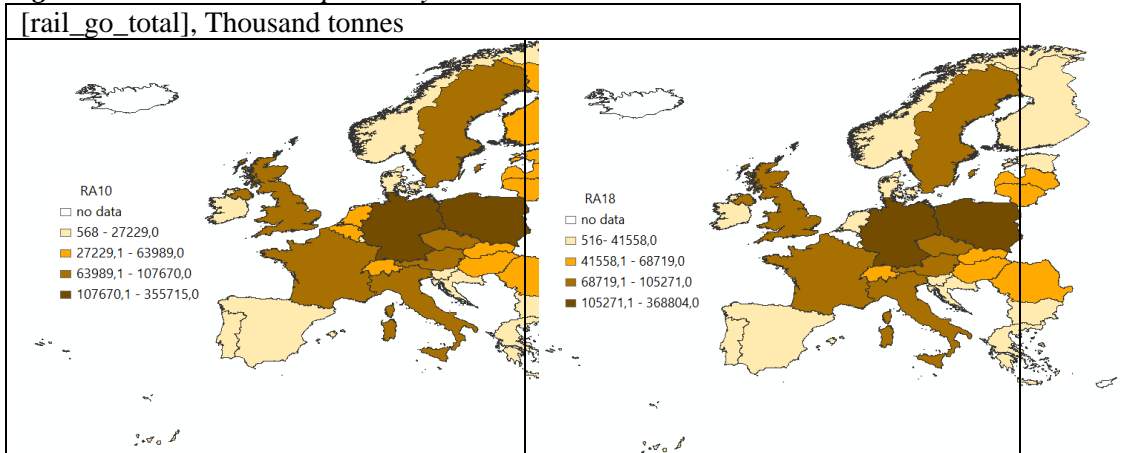 [rail_go_total], Thousand tonnes
RA10
no data
568 - 27229,0
27229,1 - 63989,0
63989,1 - 107670,0
107670,1 - 355715,0
RA18
no data
516- 41558,0
41558,1 - 68719,0
68719,1 - 105271,0
105271,1 - 368804,0